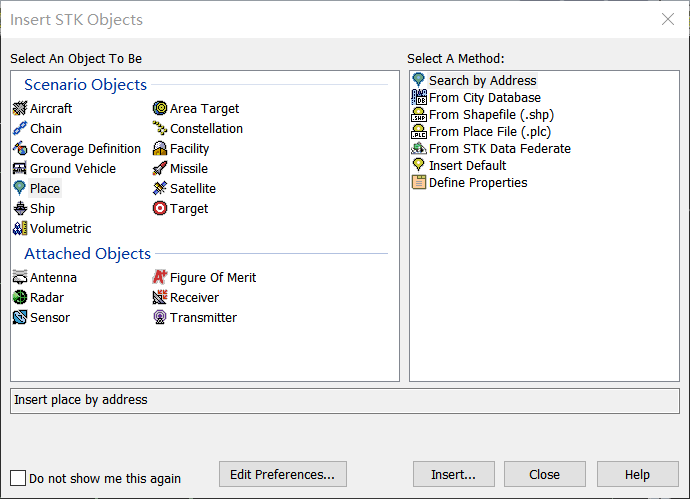 Insert STK Objects
Select An Object To Be
Select A Method:
Scenario Objects
Aircraft
Area Target
Chain
Constellation
Coverage Definition
Facility
Ground Vehicle
Missile
Place
Satellite
Ship
Target
Volumetric
Attached Objects
Antenna
Figure Of Merit
Radar
Receiver
Sensor
Transmitter
Search by Address
From City Database
From Shapefile (.shp)
From Place File (.plc)
From STK Data Federate
Insert Default
Define Properties
Insert place by address
Do not show me this again
Edit Preferences...
Insert...
Close
Help